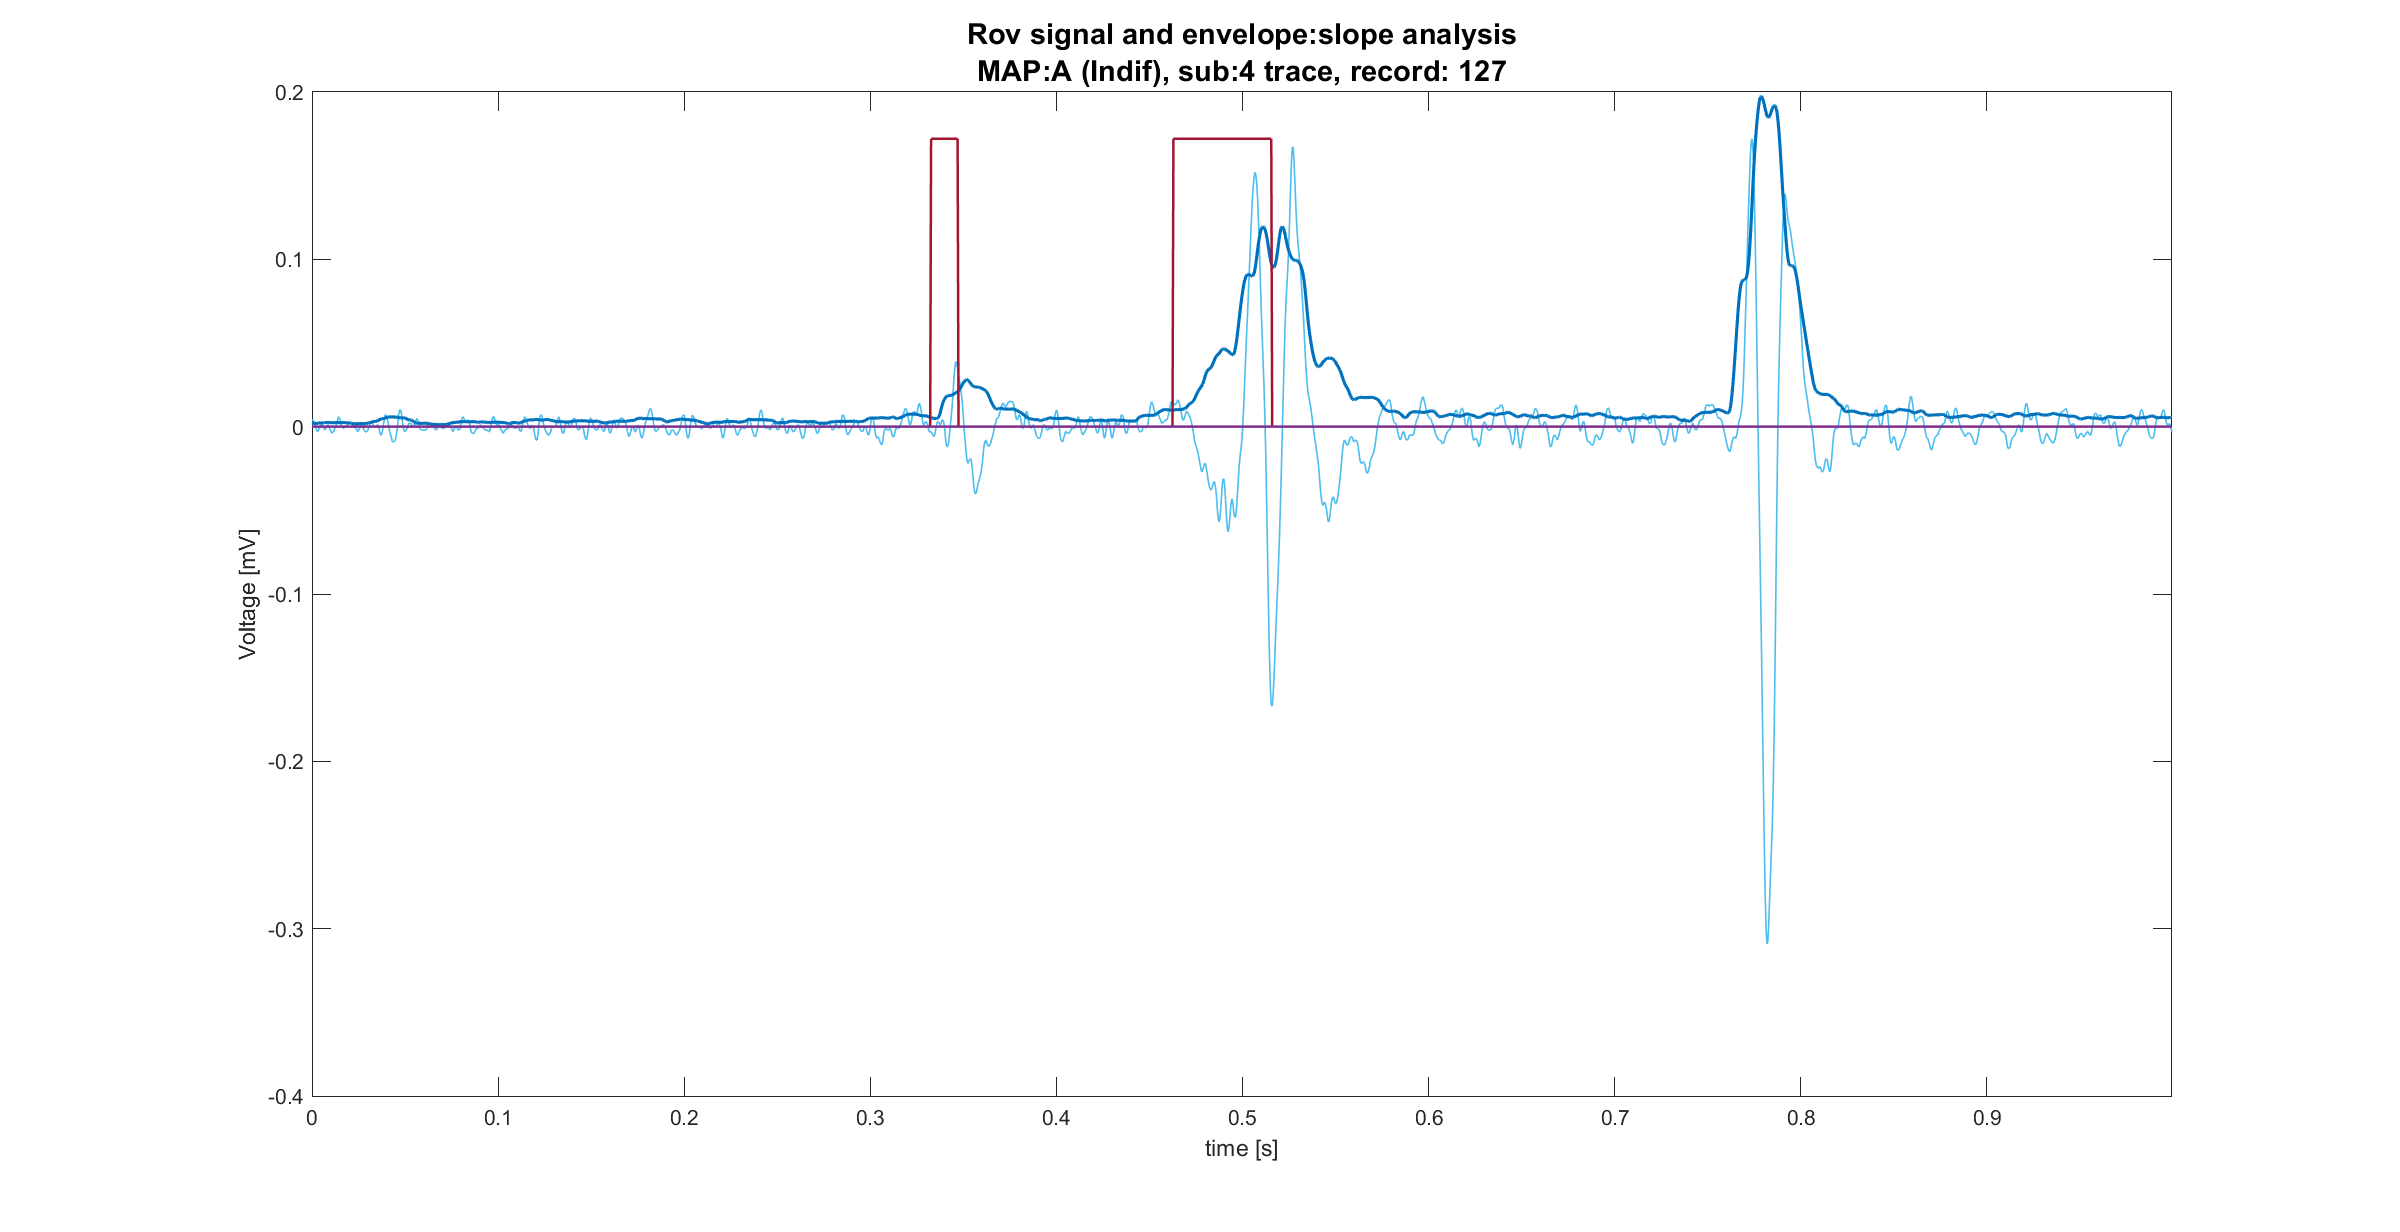 Rov signal and envelope:slope analysis
MAP:A (Indif), sub:4 trace, record: 127
0.2
0.1
0
-0.1
-0.2
-0.3
-0.4
Voltage [mV]
0 0.1 0.2 0.3 0.4 0.5 0.6 0.7 0.8 0.9
time [s]